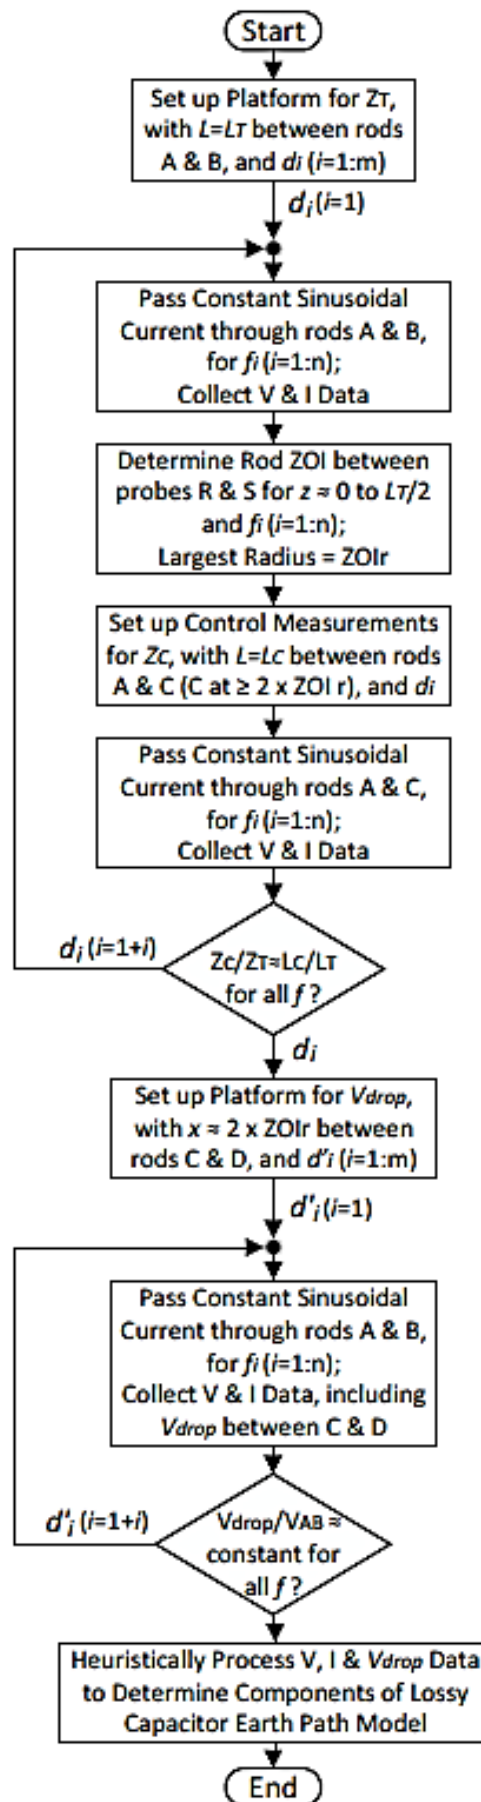 Start
Set up Platform for ZT,
with L=LT between rods
A & B, and di (i=1:m)
di (i=1)
Pass Constant Sinusoidal
Current through rods A & B,
for fi (i=1:n);
Collect V & I Data
Determine Rod ZOI between
probes R & S for z ≈ 0 to LT/2
and fi (i=1:n);
Largest Radius = ZOIr
Set up Control Measurements
for ZC, with L=LC between rods
A & C (C at ≥ 2 x ZOI r), and di
Pass Constant Sinusoidal
Current through rods A & C,
for fi (i=1:n);
Collect V & I Data
di (i=1+i)
ZC/ZT≈LC/LT
for all f ?
di
Set up Platform for Vdrop,
with x ≈ 2 x ZOIr between
rods C & D, and d'i (i=1:m)
d'i (i=1)
Pass Constant Sinusoidal
Current through rods A & B,
for fi (i=1:n);
Collect V & I Data, including
Vdrop between C & D
d'i (i=1+i)
Vdrop/VAB ≈
constant for
all f ?
Heuristically Process V, I & Vdrop Data
to Determine Components of Lossy
Capacitor Earth Path Model
End